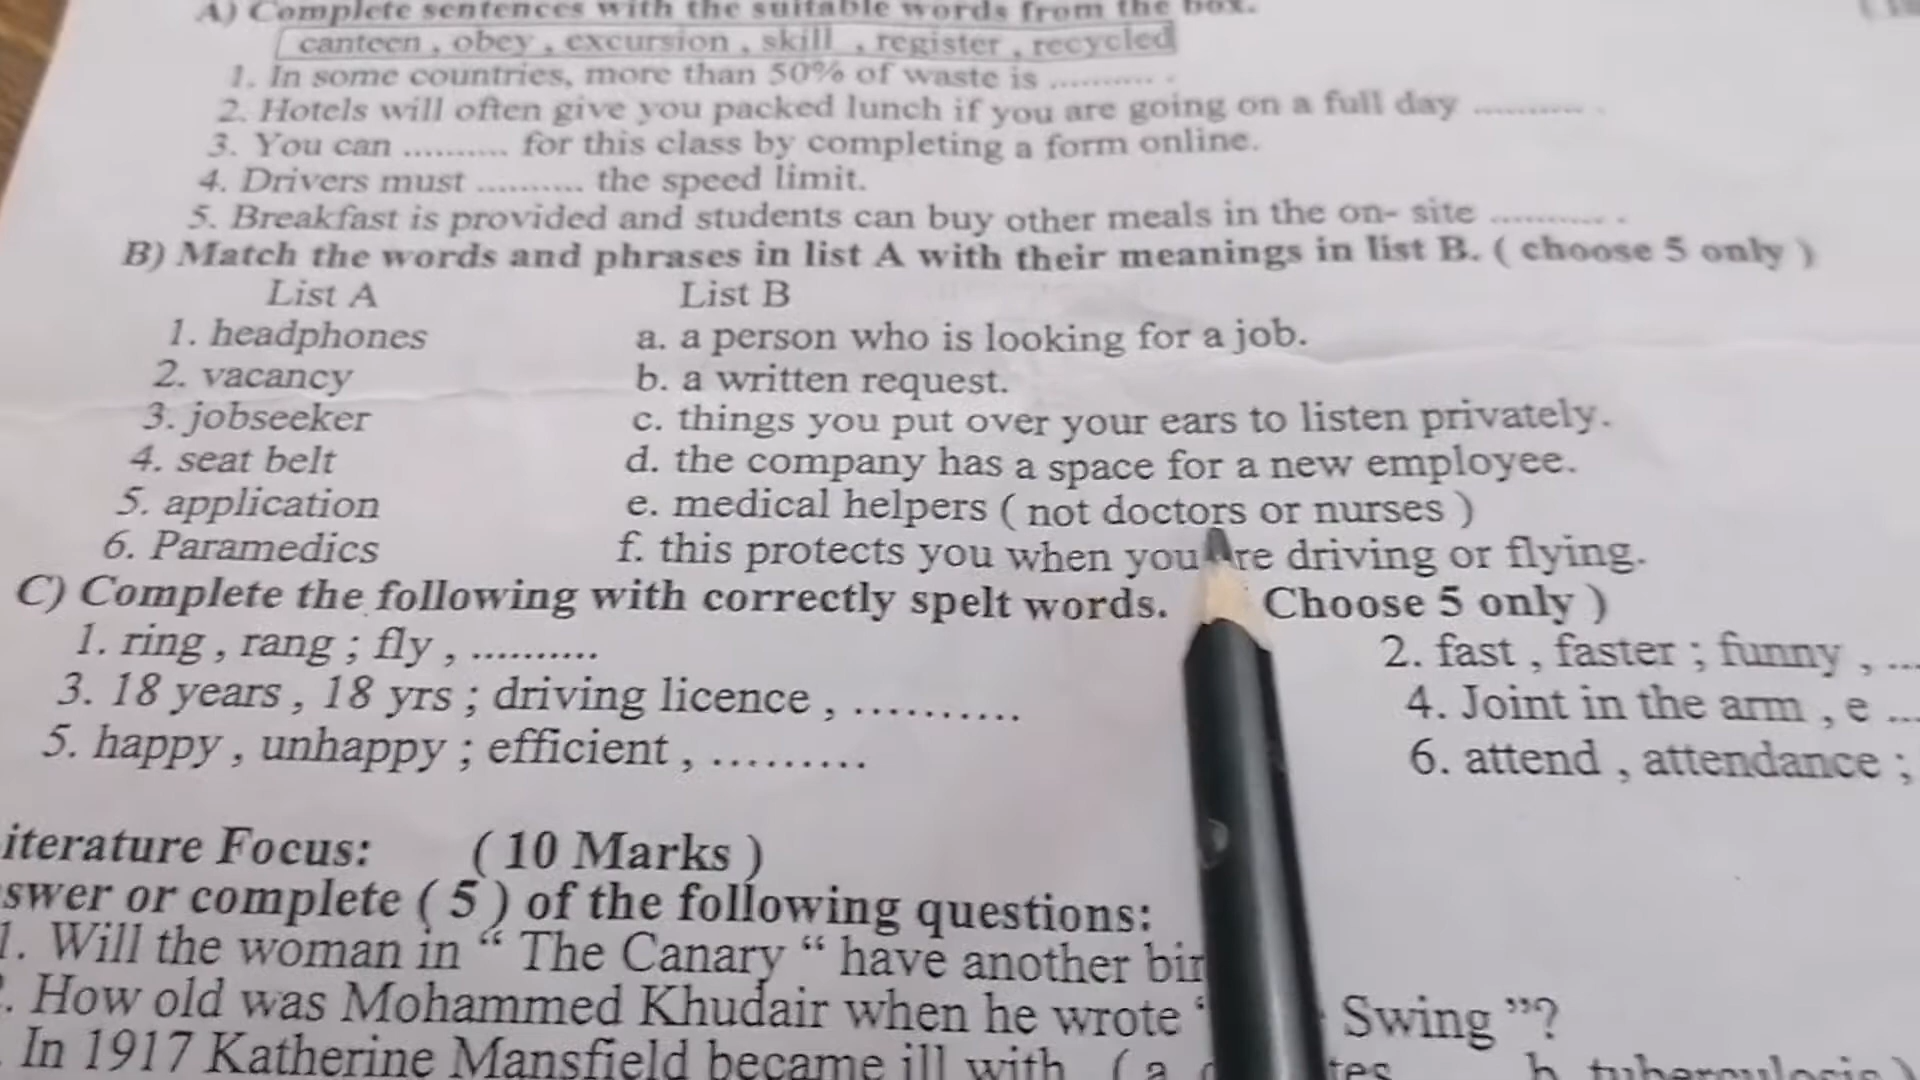 A) Complete sentences with the suitable words from the box.
canteen , obey , excursion , skill , register , recycled
1. In some countries, more than 50% of waste is .......... .
2. Hotels will often give you packed lunch if you are going on a full day .......... .
3. You can .......... for this class by completing a form online.
4. Drivers must .......... the speed limit.
5. Breakfast is provided and students can buy other meals in the on- site .......... .
B) Match the words and phrases in list A with their meanings in list B. ( choose 5 only )
List A List B
1. headphones a. a person who is looking for a job.
2. vacancy b. a written request.
3. jobseeker c. things you put over your ears to listen privately.
4. seat belt d. the company has a space for a new employee.
5. application e. medical helpers ( not doctors or nurses )
6. Paramedics f. this protects you when you are driving or flying.
C) Complete the following with correctly spelt words. Choose 5 only )
1. ring , rang ; fly , .......... 2. fast , faster ; funny , ...
3. 18 years , 18 yrs ; driving licence , .......... 4. Joint in the arm , e ...
5. happy , unhappy ; efficient , ......... 6. attend , attendance ;
iterature Focus: ( 10 Marks )
swer or complete ( 5 ) of the following questions:
1. Will the woman in “ The Canary “ have another bir
. How old was Mohammed Khudair when he wrote “ Swing ”?
In 1917 Katherine Mansfield became ill with ( a tes b. tuberculosis )